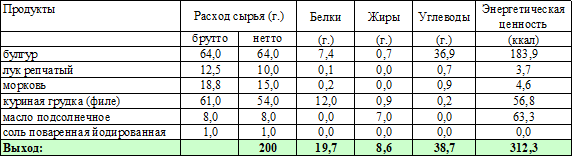 Продукты Расход сырья (г.) Белки Жиры Углеводы Энергетическая ценность
брутто нетто (г.) (г.) (г.) (ккал)
булгур 64,0 64,0 7,4 0,7 36,9 183,9
лук репчатый 12,5 10,0 0,1 0,0 0,7 3,7
морковь 18,8 15,0 0,2 0,0 0,9 4,6
куриная грудка (филе) 61,0 54,0 12,0 0,9 0,2 56,8
масло подсолнечное 8,0 8,0 0,0 7,0 0,0 63,3
соль поваренная йодированная 1,0 1,0 0,0 0,0 0,0 0,0
Выход: 200 19,7 8,6 38,7 312,3